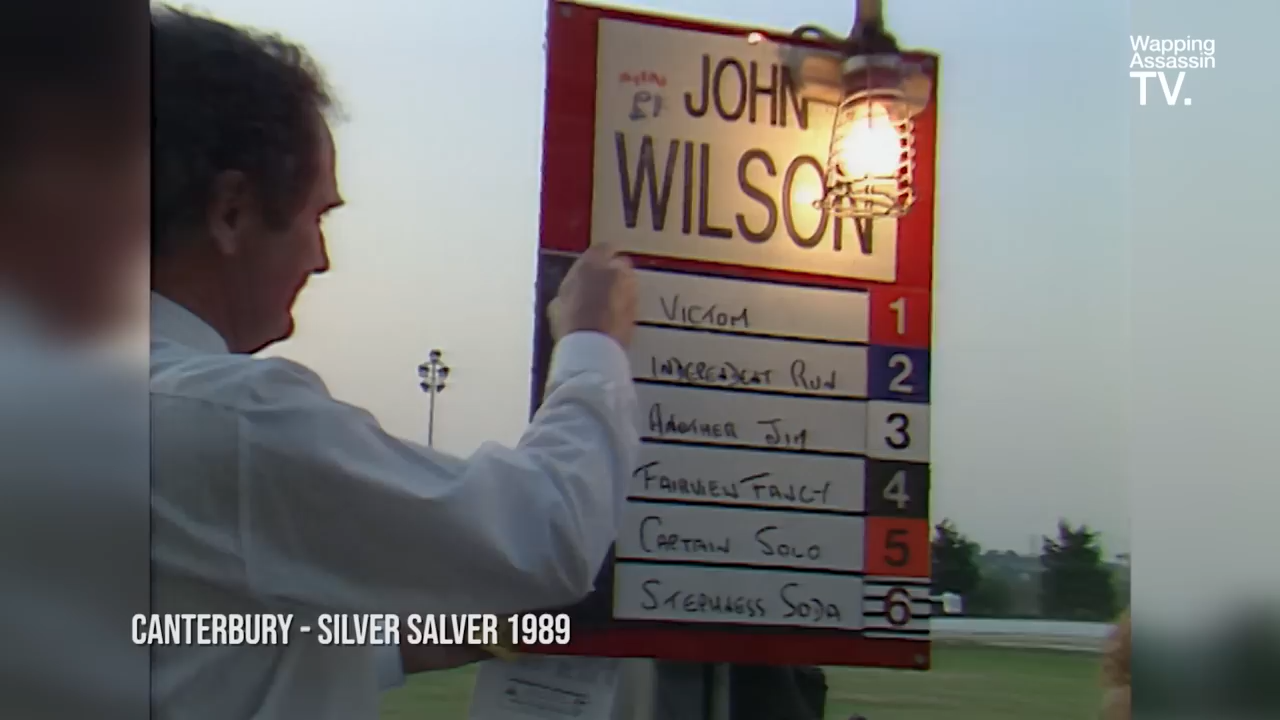 Wapping
Assassin
TV.
£1
JOHN
WILSON
VICTOM 1
INDEPENDENT RUN 2
ANOTHER JIM 3
FAIRVIEW FANCY 4
CAPTAIN SOLO 5
SODA 6
CANTERBURY - SILVER SALVER 1989